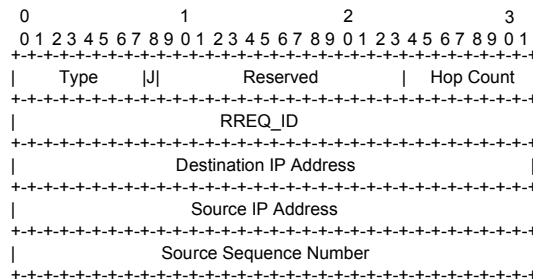 0 1 2 3
0 1 2 3 4 5 6 7 8 9 0 1 2 3 4 5 6 7 8 9 0 1 2 3 4 5 6 7 8 9 0 1
+-+-+-+-+-+-+-+-+-+-+-+-+-+-+-+-+-+-+-+-+-+-+-+-+-+-+-+-+-+-+-+-+
| Type |J| Reserved | Hop Count
+-+-+-+-+-+-+-+-+-+-+-+-+-+-+-+-+-+-+-+-+-+-+-+-+-+-+-+-+-+-+-+-+
| RREQ_ID
+-+-+-+-+-+-+-+-+-+-+-+-+-+-+-+-+-+-+-+-+-+-+-+-+-+-+-+-+-+-+-+-+
| Destination IP Address |
+-+-+-+-+-+-+-+-+-+-+-+-+-+-+-+-+-+-+-+-+-+-+-+-+-+-+-+-+-+-+-+-+
| Source IP Address
+-+-+-+-+-+-+-+-+-+-+-+-+-+-+-+-+-+-+-+-+-+-+-+-+-+-+-+-+-+-+-+-+
| Source Sequence Number
+-+-+-+-+-+-+-+-+-+-+-+-+-+-+-+-+-+-+-+-+-+-+-+-+-+-+-+-+-+-+-+-+